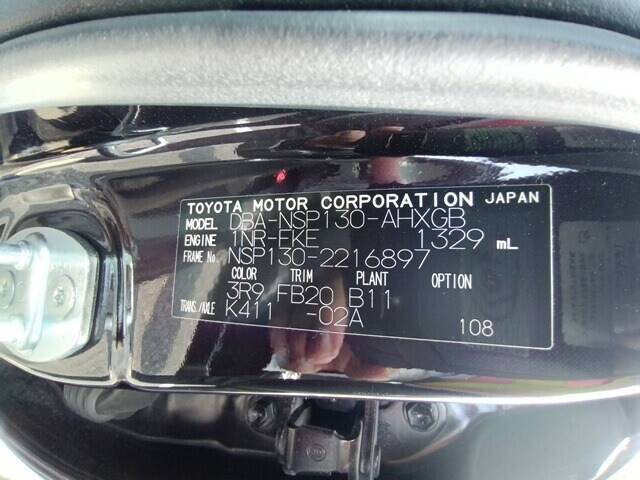 TOYOTA MOTOR CORPORATION JAPAN
MODEL DBA-NSP130-AHXGB
ENGINE 1NR-FKE 1329 mL
FRAME No. NSP130-2216897
COLOR TRIM PLANT OPTION
3R9 FB20 B11
TRANS./AXLE K411 -02A
108